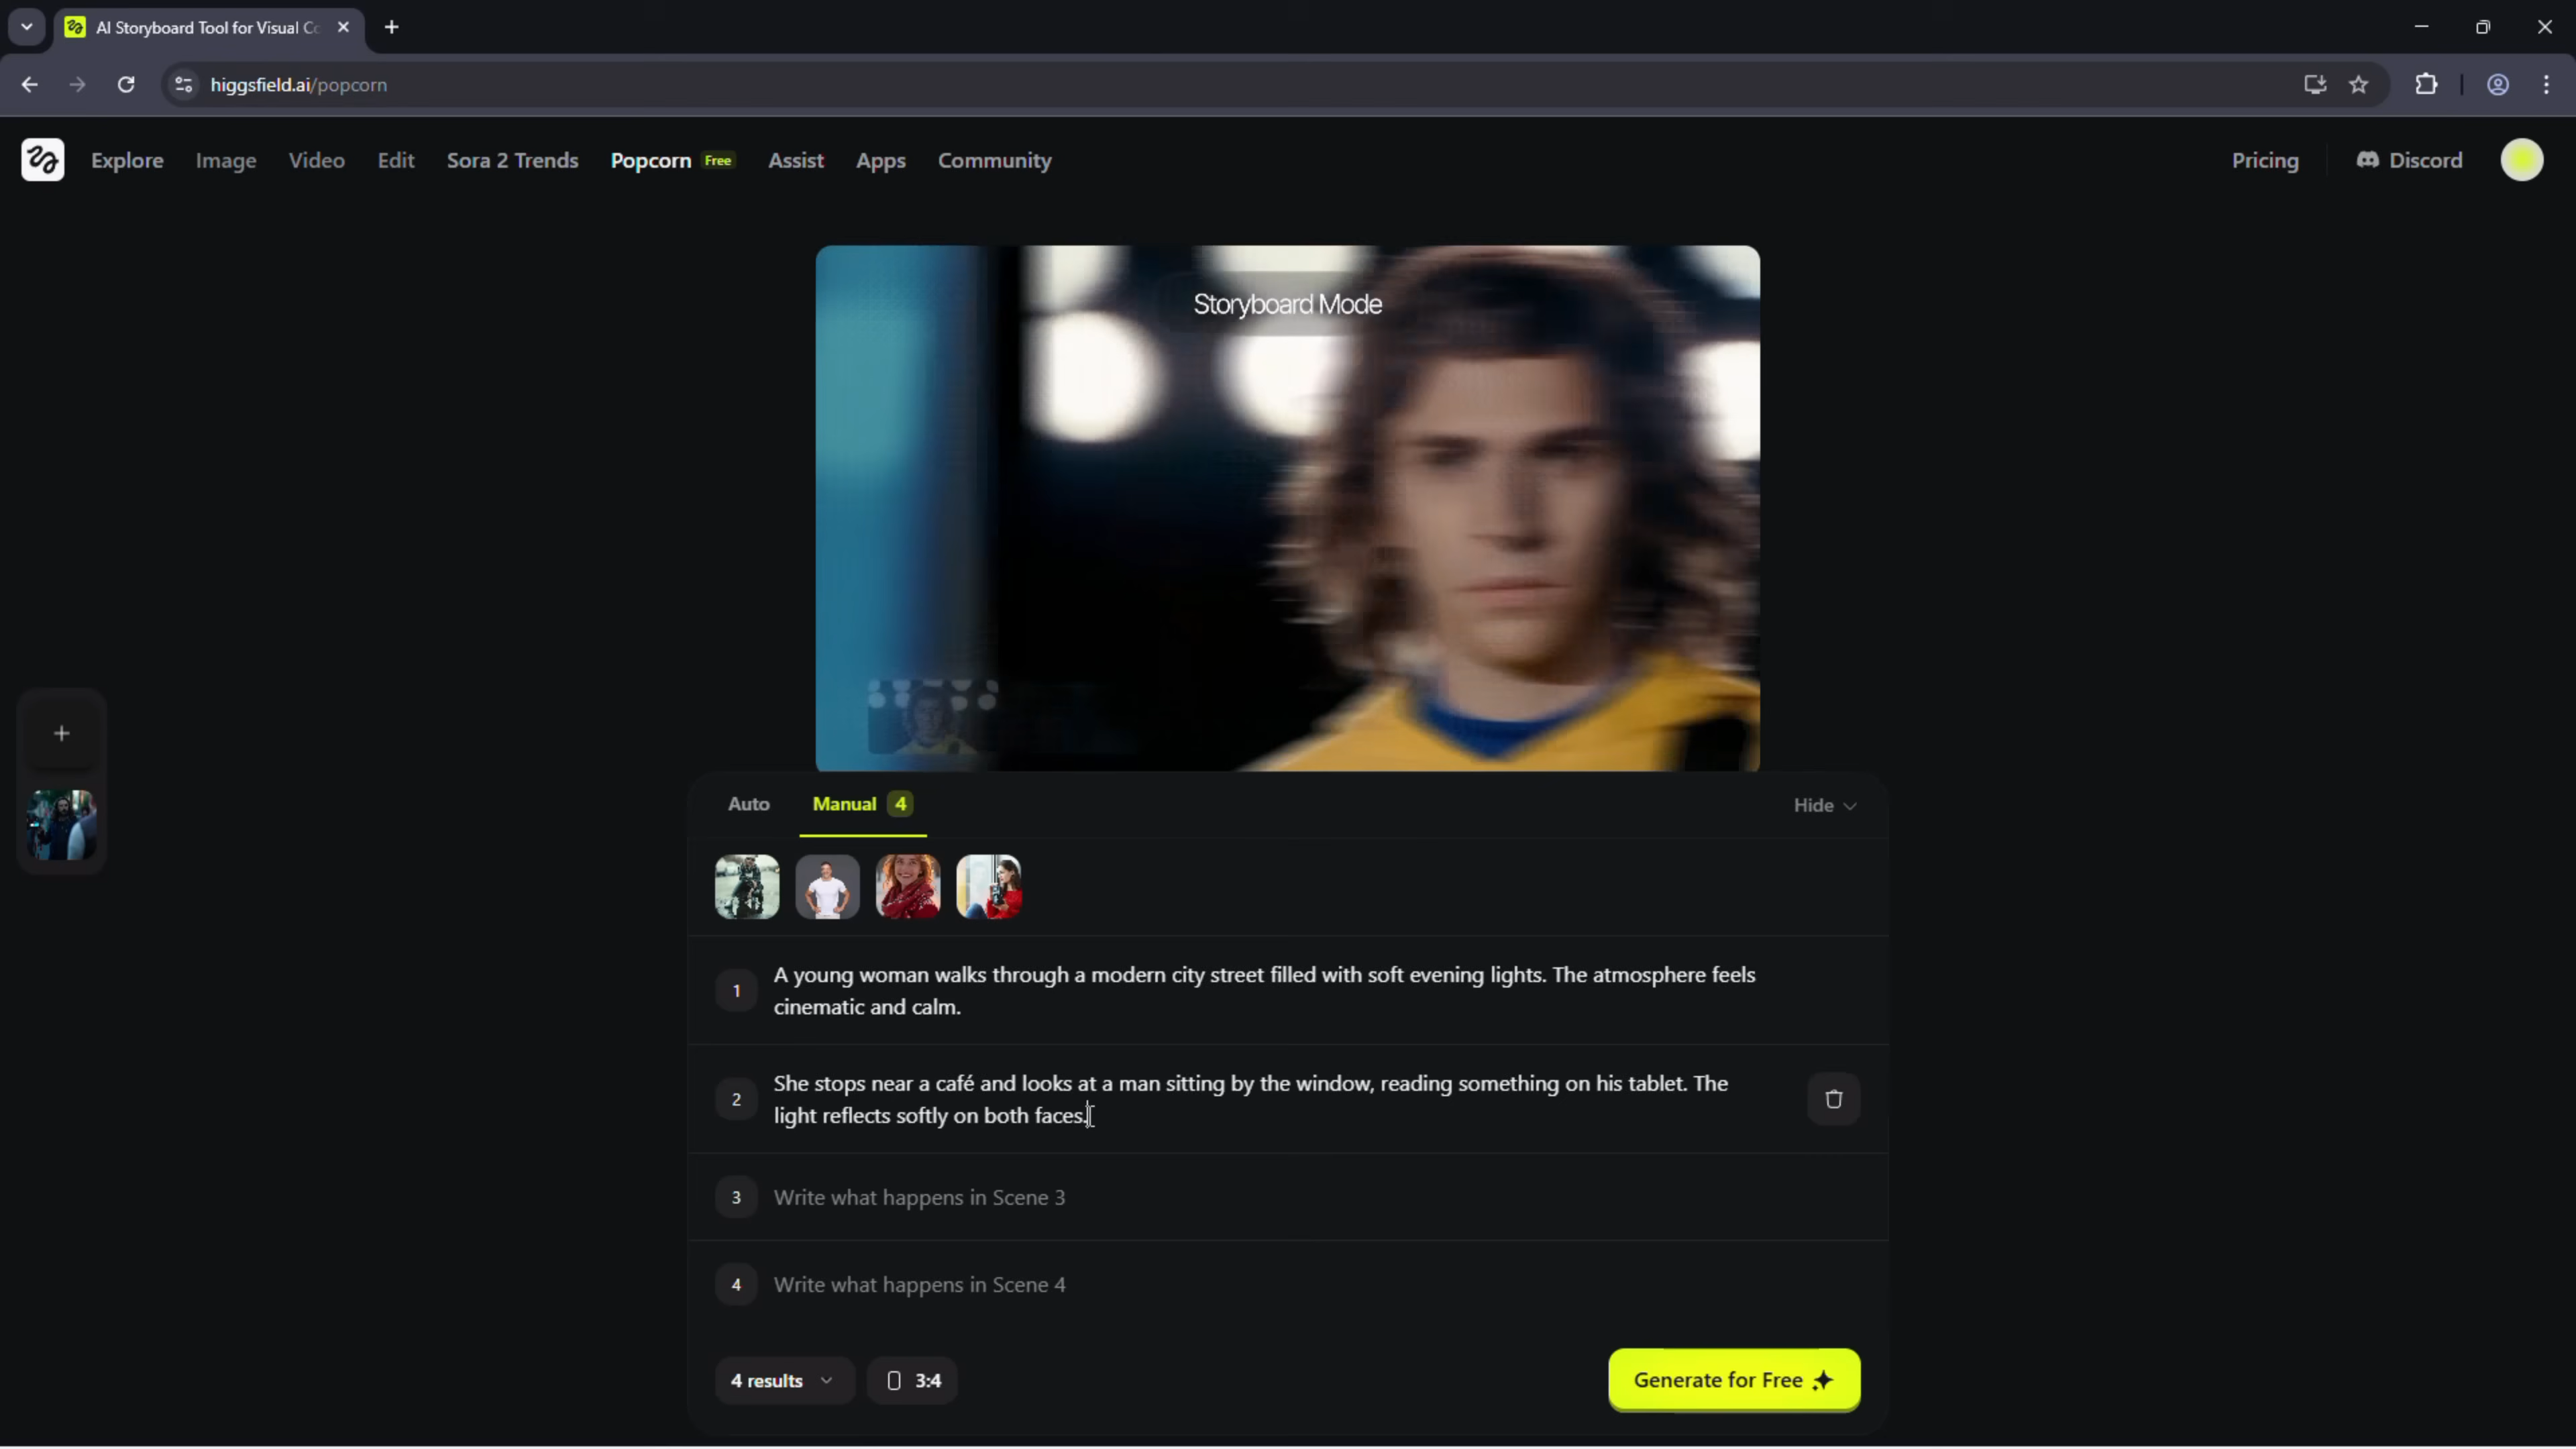 AI Storyboard Tool for Visual Co
higgsfield.ai/popcorn
Explore Image Video Edit Sora 2 Trends Popcorn Free Assist Apps Community Pricing Discord
Storyboard Mode
Auto Manual 4 Hide
1 A young woman walks through a modern city street filled with soft evening lights. The atmosphere feels
cinematic and calm.
2 She stops near a café and looks at a man sitting by the window, reading something on his tablet. The
light reflects softly on both faces.
3 Write what happens in Scene 3
4 Write what happens in Scene 4
4 results 3:4 Generate for Free